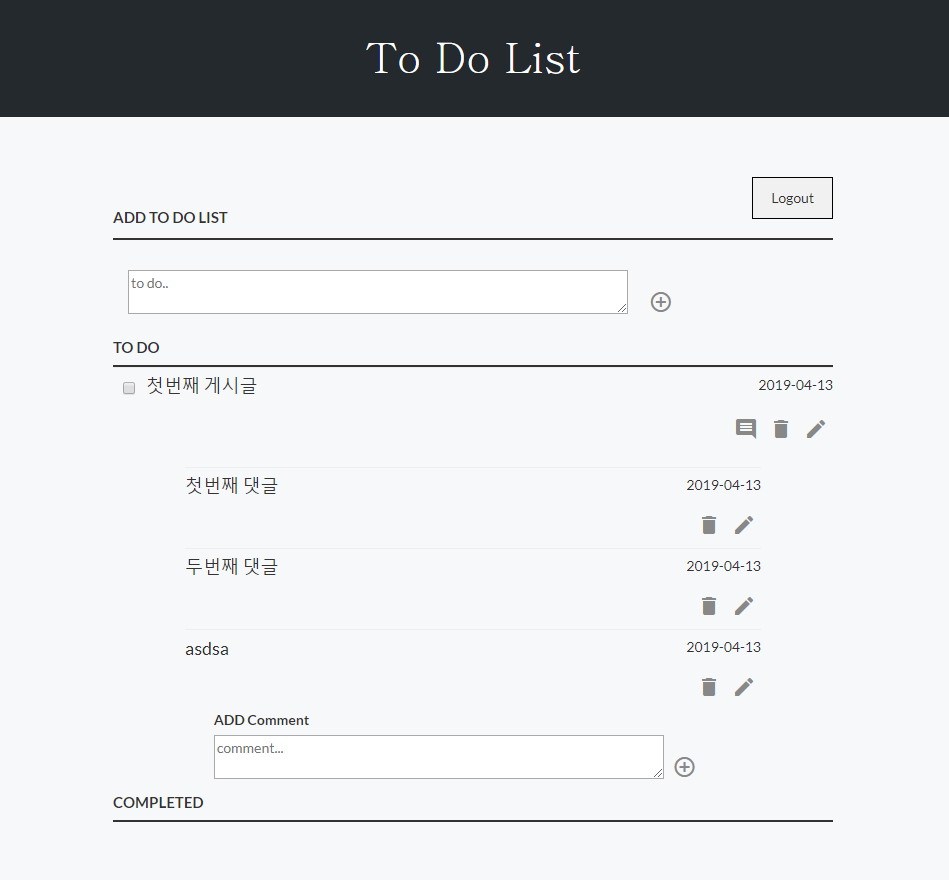 To Do List
Logout
ADD TO DO LIST
to do..
TO DO
첫번째 게시글 2019-04-13
첫번째 댓글 2019-04-13
두번째 댓글 2019-04-13
asdsa 2019-04-13
ADD Comment
comment...
COMPLETED